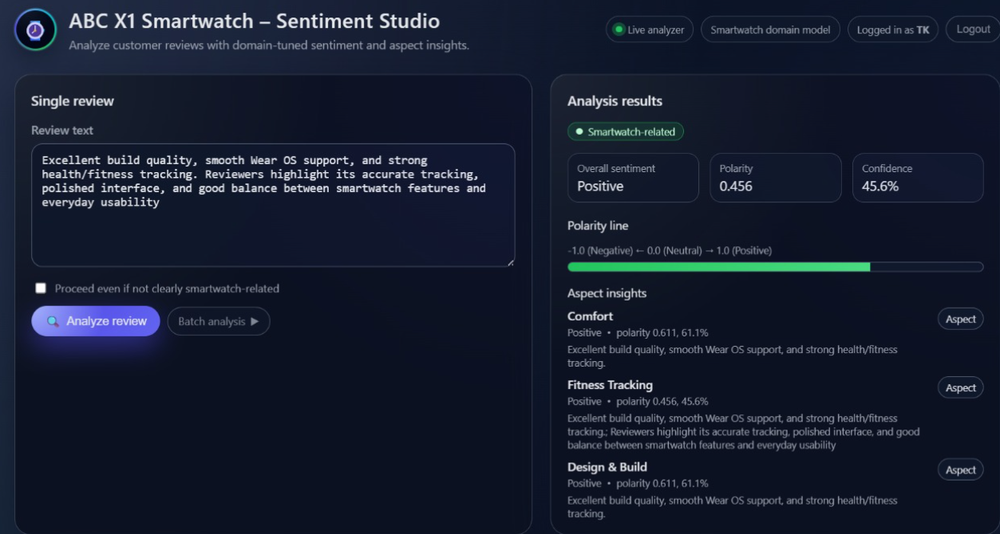 ABC X1 Smartwatch – Sentiment Studio
Analyze customer reviews with domain-tuned sentiment and aspect insights.
Live analyzer
Smartwatch domain model
Logged in as TK
Logout
Single review
Review text
Excellent build quality, smooth Wear OS support, and strong
health/fitness tracking. Reviewers highlight its accurate tracking,
polished interface, and good balance between smartwatch features and
everyday usability
Proceed even if not clearly smartwatch-related
Analyze review
Batch analysis ▶
Analysis results
Smartwatch-related
Overall sentiment
Positive
Polarity
0.456
Confidence
45.6%
Polarity line
-1.0 (Negative) ← 0.0 (Neutral) → 1.0 (Positive)
Aspect insights
Comfort
Aspect
Positive • polarity 0.611, 61.1%
Excellent build quality, smooth Wear OS support, and strong health/fitness
tracking.
Fitness Tracking
Aspect
Positive • polarity 0.456, 45.6%
Excellent build quality, smooth Wear OS support, and strong health/fitness
tracking.; Reviewers highlight its accurate tracking, polished interface, and good
balance between smartwatch features and everyday usability
Design & Build
Aspect
Positive • polarity 0.611, 61.1%
Excellent build quality, smooth Wear OS support, and strong health/fitness
tracking.